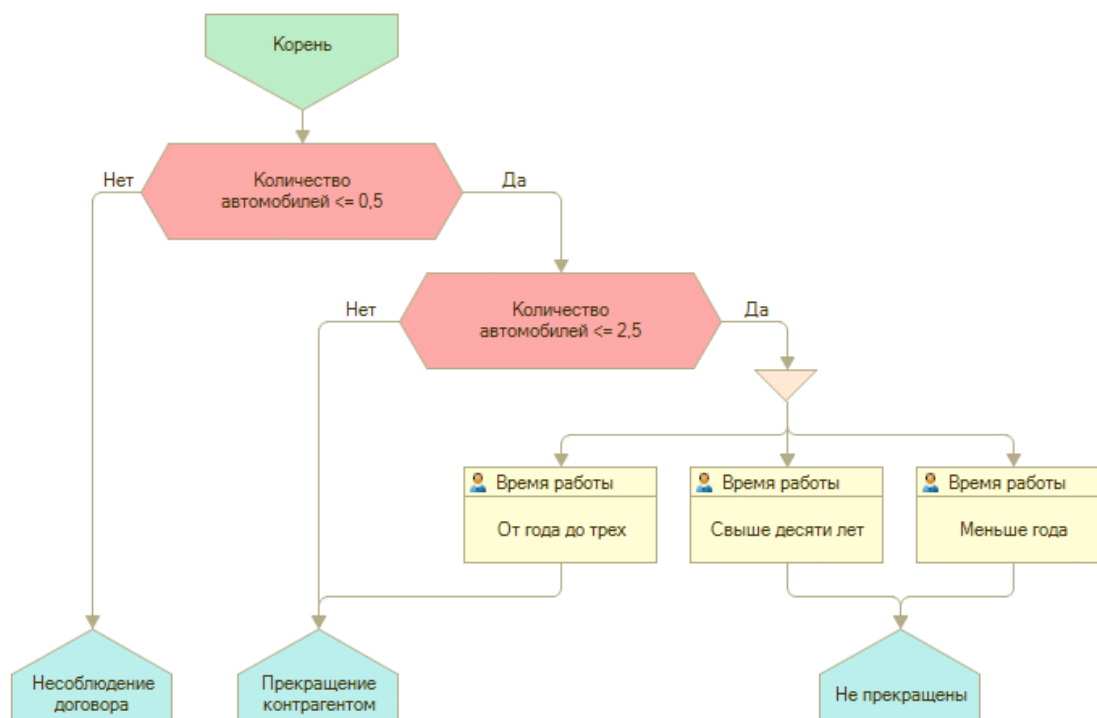 Корень
Нет
Количество
автомобилей <= 0,5
Да
Нет
Количество
автомобилей <= 2,5
Да
Время работы
От года до трех
Время работы
Свыше десяти лет
Время работы
Меньше года
Несоблюдение
договора
Прекращение
контрагентом
Не прекращены